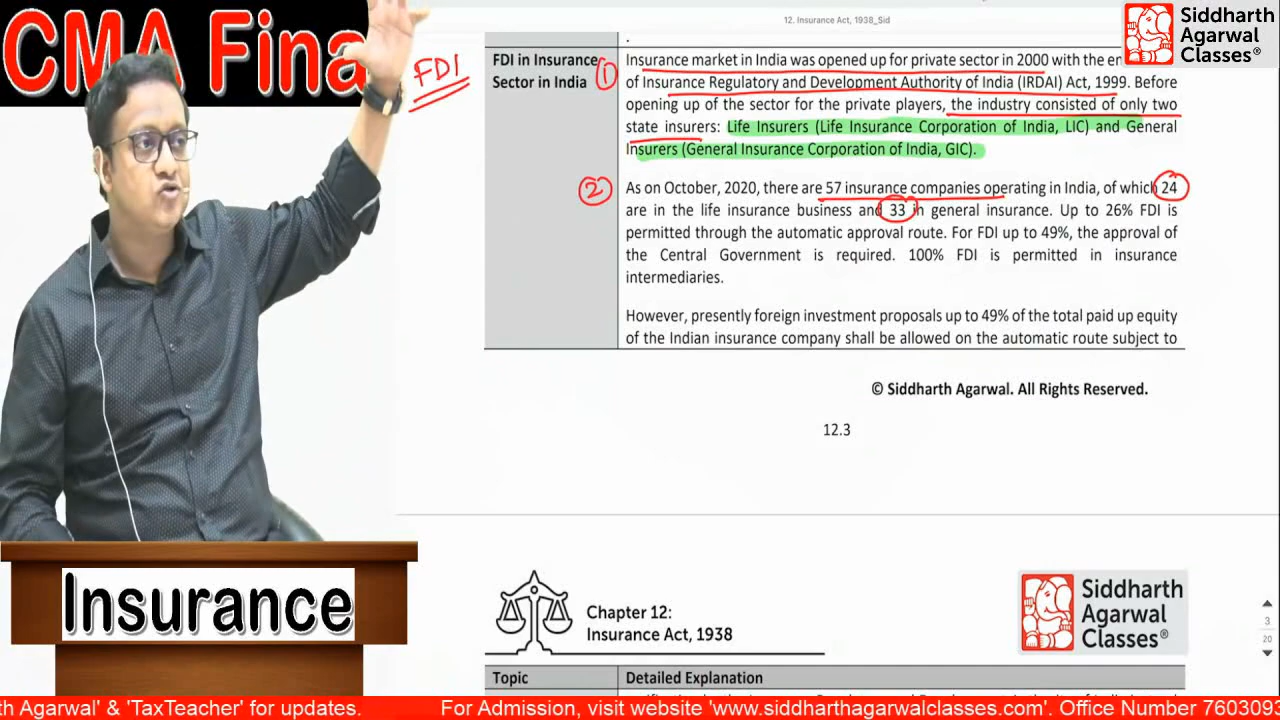 CMA Fina
FDI
12. Insurance Act, 1938_Sid
Siddharth
Agarwal
Classes®
FDI in Insurance
Sector in India
1
Insurance market in India was opened up for private sector in 2000 with the en
of Insurance Regulatory and Development Authority of India (IRDAI) Act, 1999. Before
opening up of the sector for the private players, the industry consisted of only two
state insurers: Life Insurers (Life Insurance Corporation of India, LIC) and General
Insurers (General Insurance Corporation of India, GIC).
2
As on October, 2020, there are 57 insurance companies operating in India, of which 24
are in the life insurance business and 33 in general insurance. Up to 26% FDI is
permitted through the automatic approval route. For FDI up to 49%, the approval of
the Central Government is required. 100% FDI is permitted in insurance
intermediaries.
However, presently foreign investment proposals up to 49% of the total paid up equity
of the Indian insurance company shall be allowed on the automatic route subject to
© Siddharth Agarwal. All Rights Reserved.
12.3
Insurance
Chapter 12:
Insurance Act, 1938
Siddharth
Agarwal
Classes®
3
20
Topic
Detailed Explanation
th Agarwal' & 'TaxTeacher' for updates. For Admission, visit website 'www.siddharthagarwalclasses.com'. Office Number 7603093